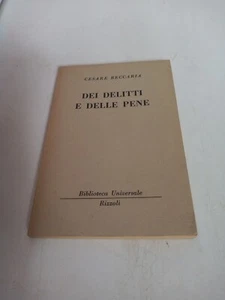 CESARE BECCARIA
DEI DELITTI
E DELLE PENE
Biblioteca Universale
Rizzoli